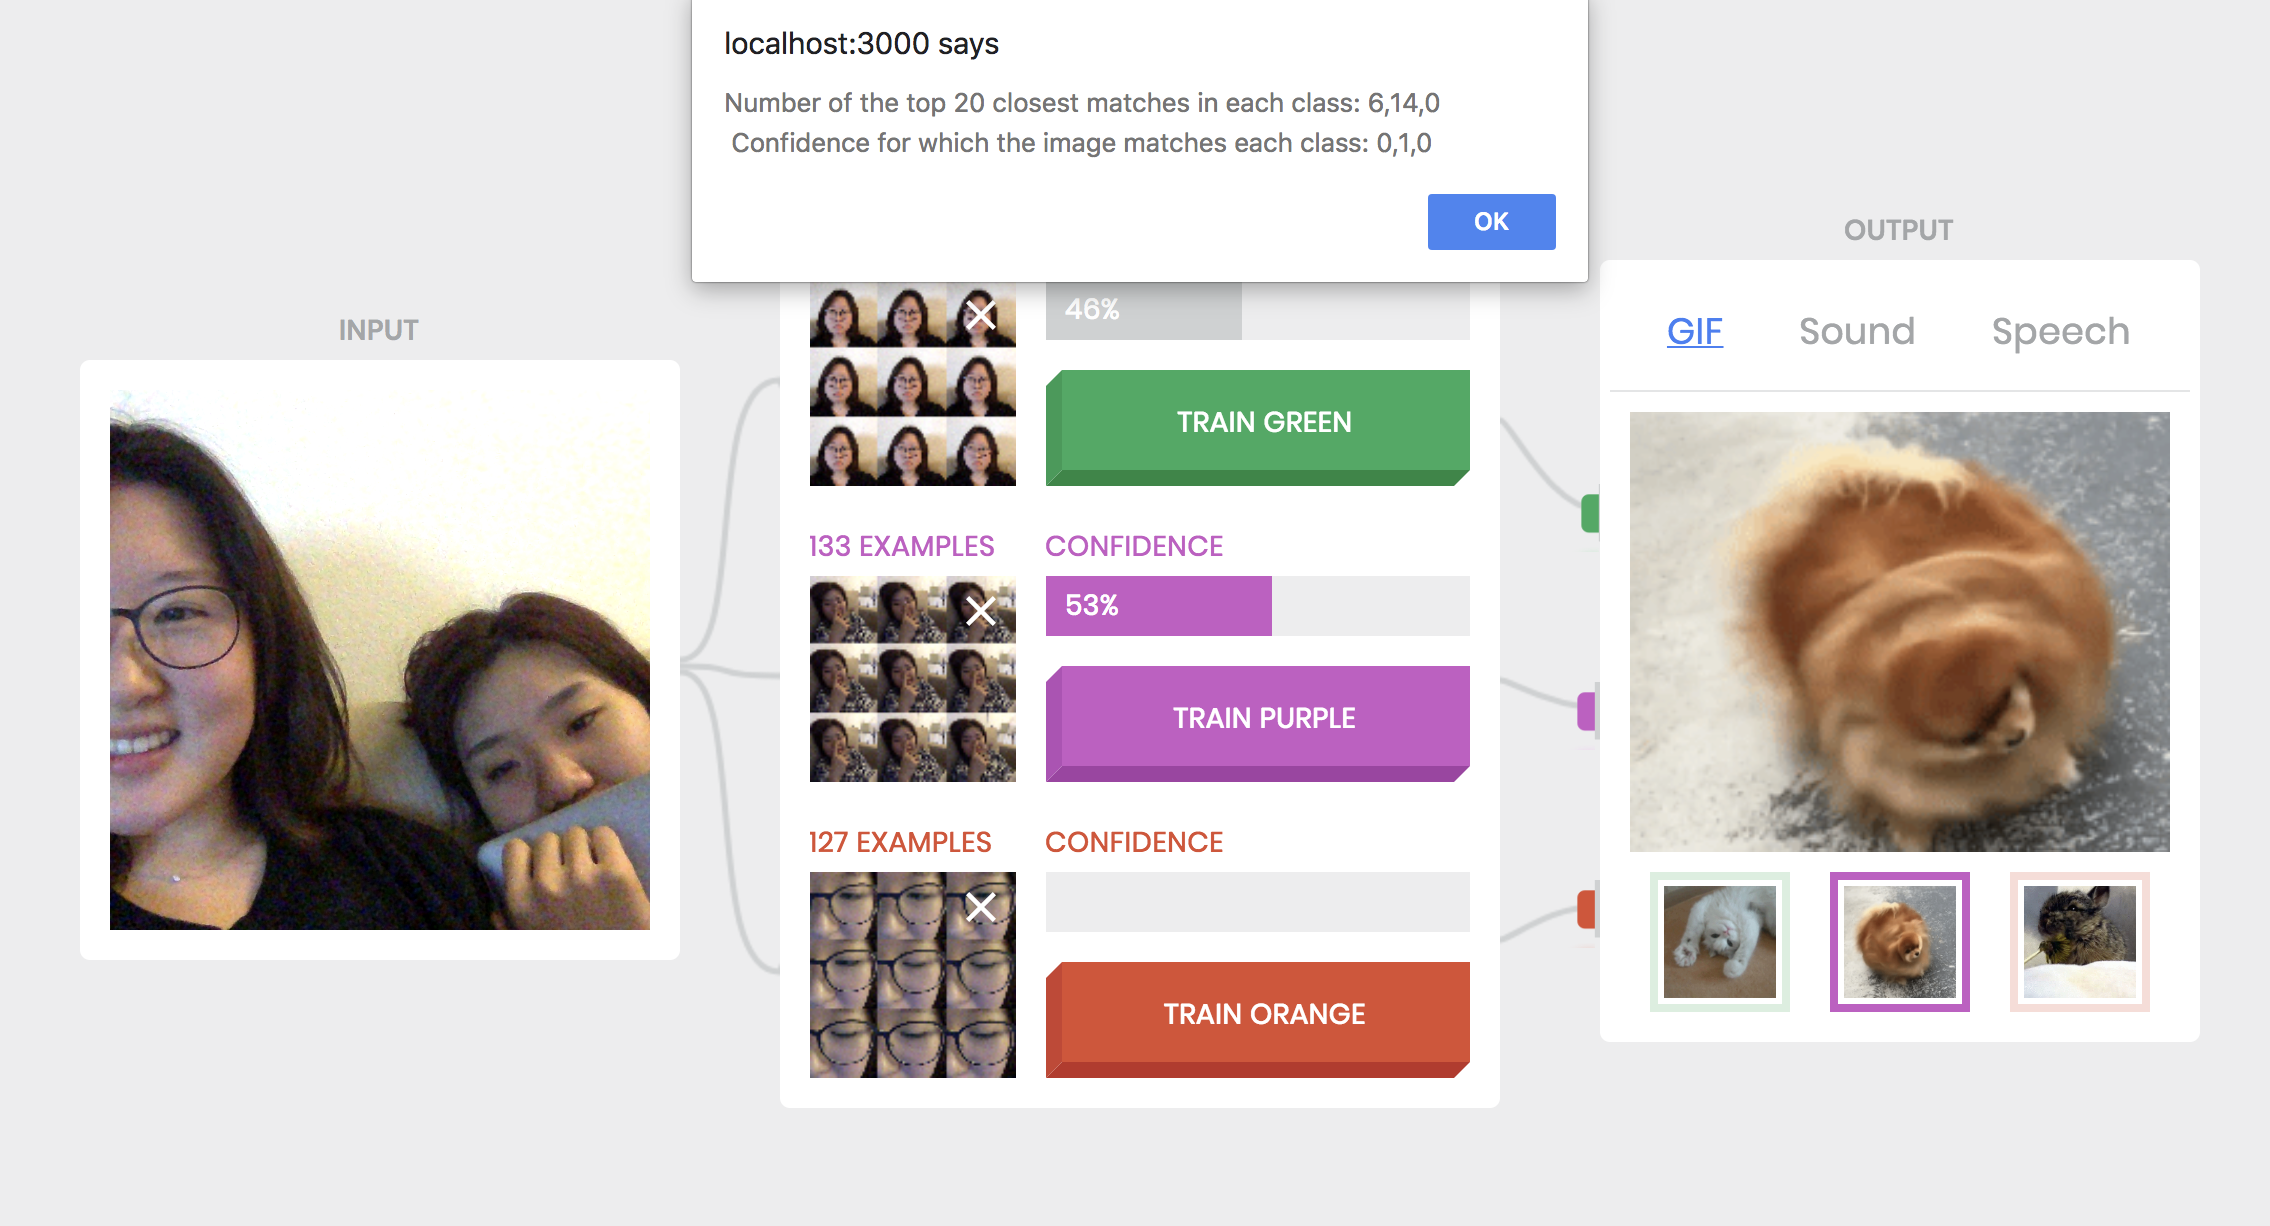 localhost:3000 says
Number of the top 20 closest matches in each class: 6,14,0
Confidence for which the image matches each class: 0,1,0
OK
INPUT
46%
TRAIN GREEN
133 EXAMPLES
CONFIDENCE
53%
TRAIN PURPLE
127 EXAMPLES
CONFIDENCE
TRAIN ORANGE
OUTPUT
GIF
Sound
Speech